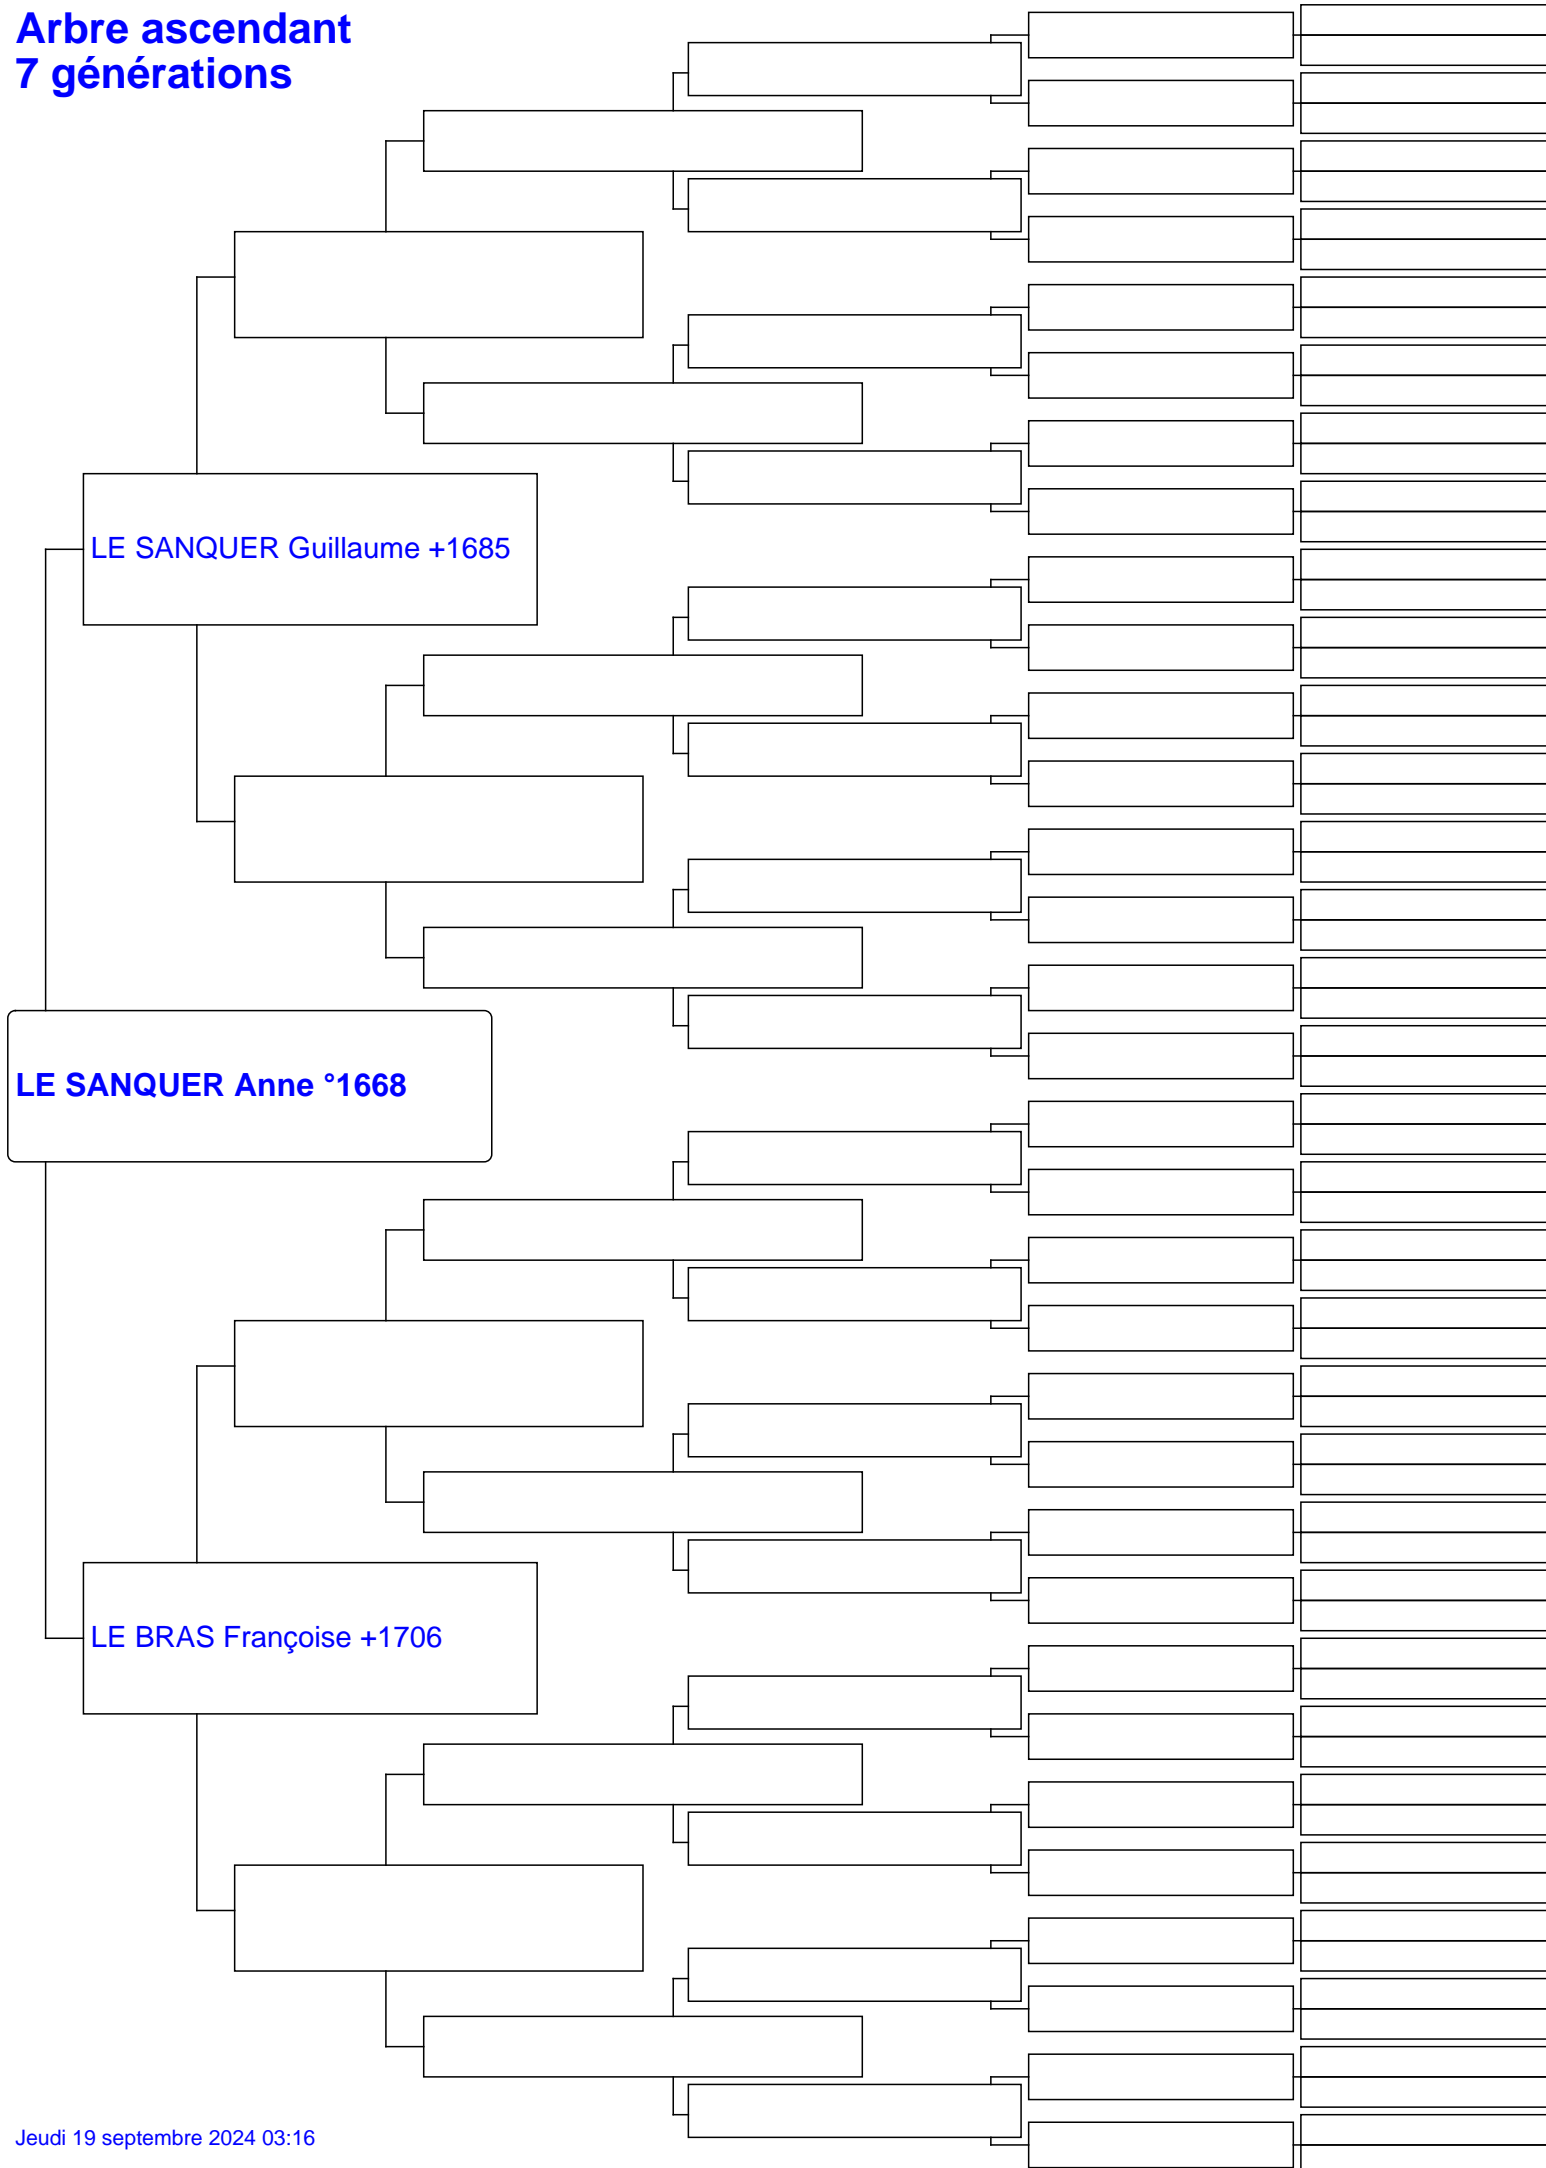 Arbre ascendant
7 générations
LE SANQUER Guillaume +1685
LE SANQUER Anne °1668
LE BRAS Françoise +1706
Jeudi 19 septembre 2024 03:16